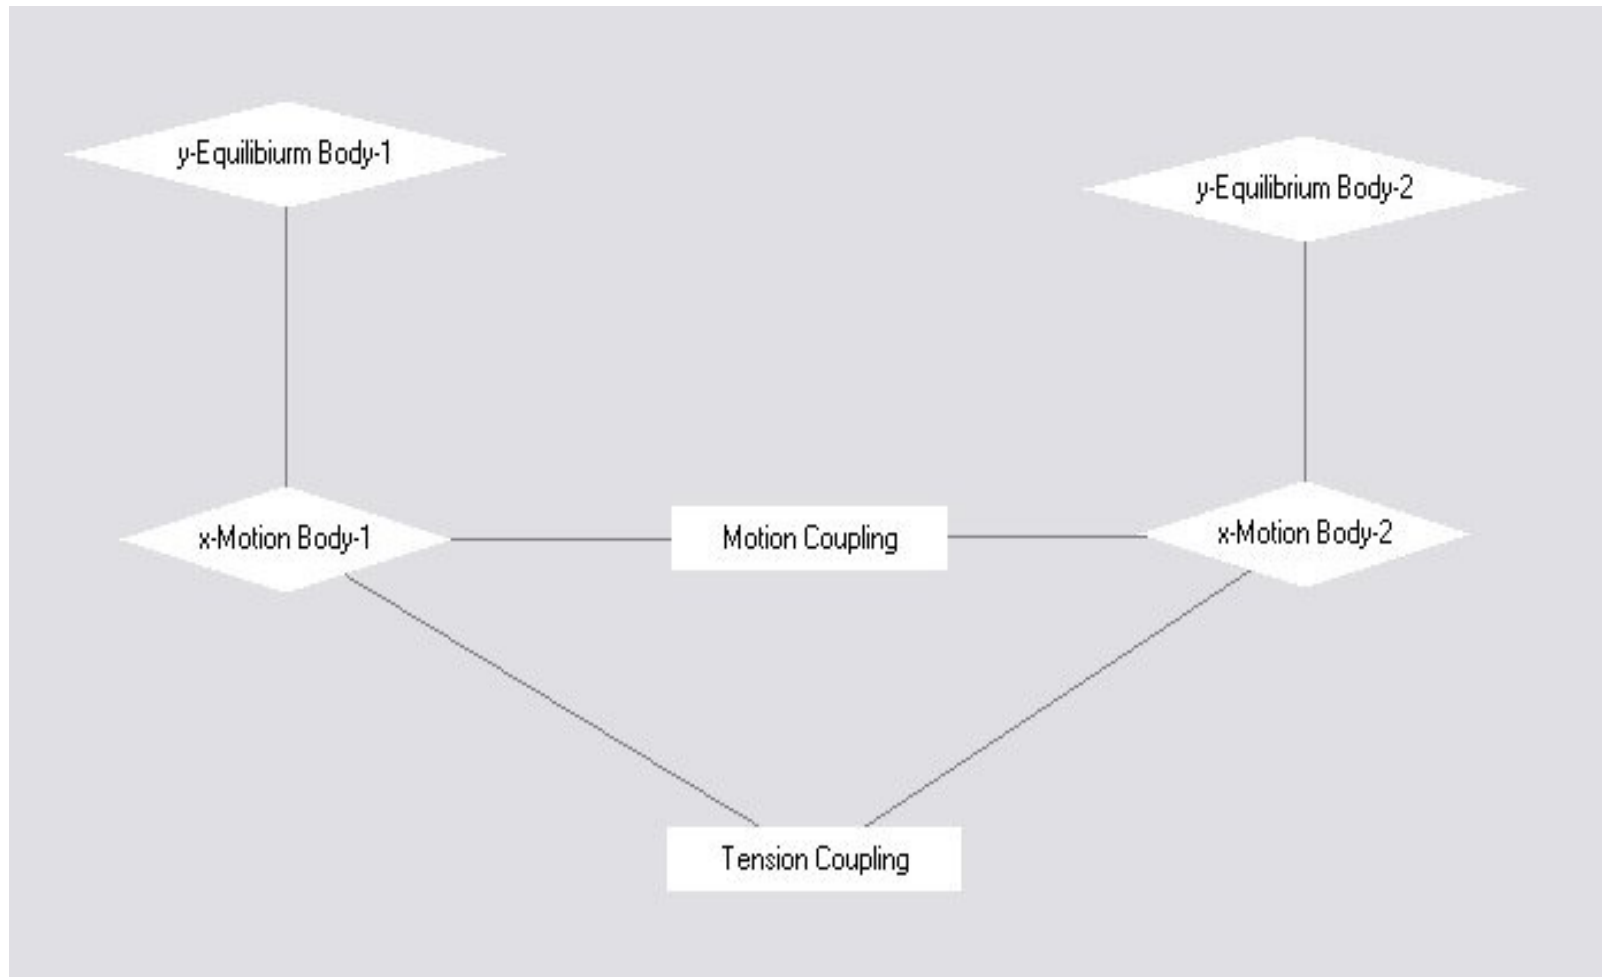 y-Equilibiurm Body-1
y-Equilibrium Body-2
x-Motion Body-1
Motion Coupling
x-Motion Body-2
Tension Coupling